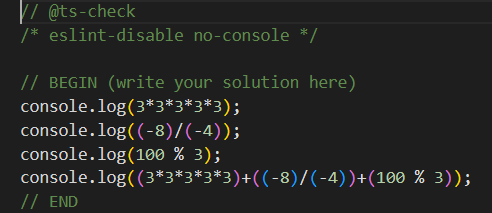 // @ts-check
/* eslint-disable no-console */
// BEGIN (write your solution here)
console.log(3*3*3*3*3);
console.log((-8)/(-4));
console.log(100 % 3);
console.log((3*3*3*3*3)+((-8)/(-4))+(100 % 3));
// END